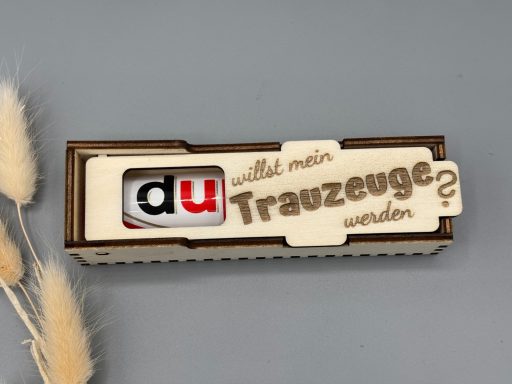 du
willst mein
Trauzeuge?
werden